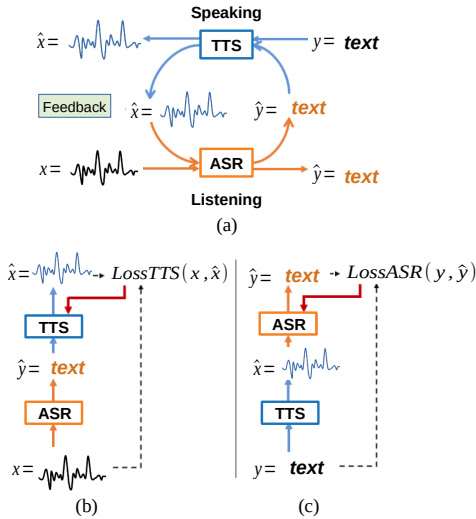 Speaking
x̂ = TTS y = text
Feedback x̂ = ŷ = text
x = ASR ŷ = text
Listening
(a)
x̂ = LossTTS(x, x̂)
TTS
ŷ = text
ASR
x =
(b)
ŷ = text LossASR(y, ŷ)
ASR
x̂ =
TTS
y = text
(c)